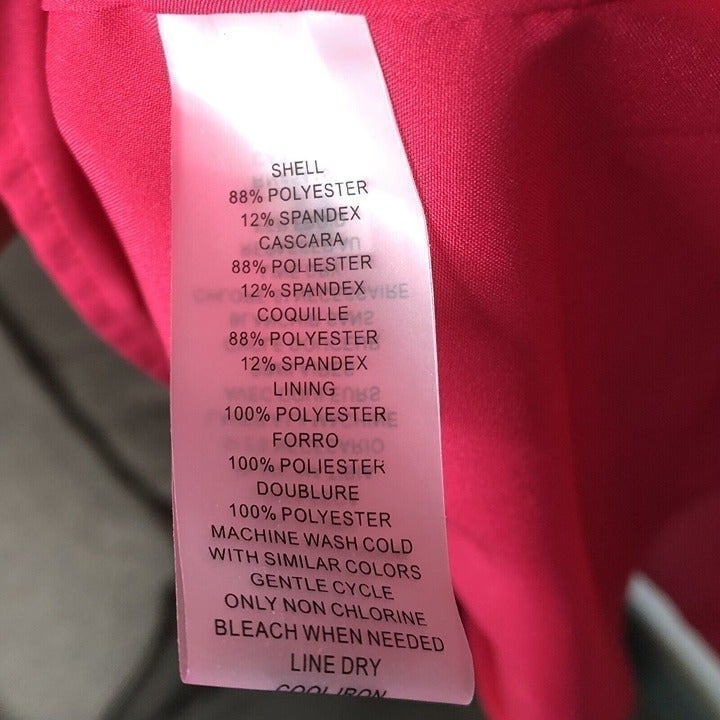 SHELL
88% POLYESTER
12% SPANDEX
CASCARA
88% POLIESTER
12% SPANDEX
COQUILLE
88% POLYESTER
12% SPANDEX
LINING
100% POLYESTER
FORRO
100% POLIESTER
DOUBLURE
100% POLYESTER
MACHINE WASH COLD
WITH SIMILAR COLORS
GENTLE CYCLE
ONLY NON CHLORINE
BLEACH WHEN NEEDED
LINE DRY
COOL IRON